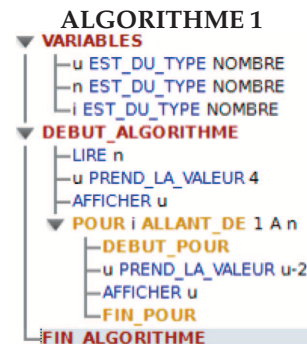 ALGORITHME 1
VARIABLES
u EST_DU_TYPE NOMBRE
n EST_DU_TYPE NOMBRE
i EST_DU_TYPE NOMBRE
DEBUT_ALGORITHME
LIRE n
u PREND_LA_VALEUR 4
AFFICHER u
POUR i ALLANT_DE 1 A n
DEBUT_POUR
u PREND_LA_VALEUR u-2
AFFICHER u
FIN_POUR
FIN_ALGORITHME